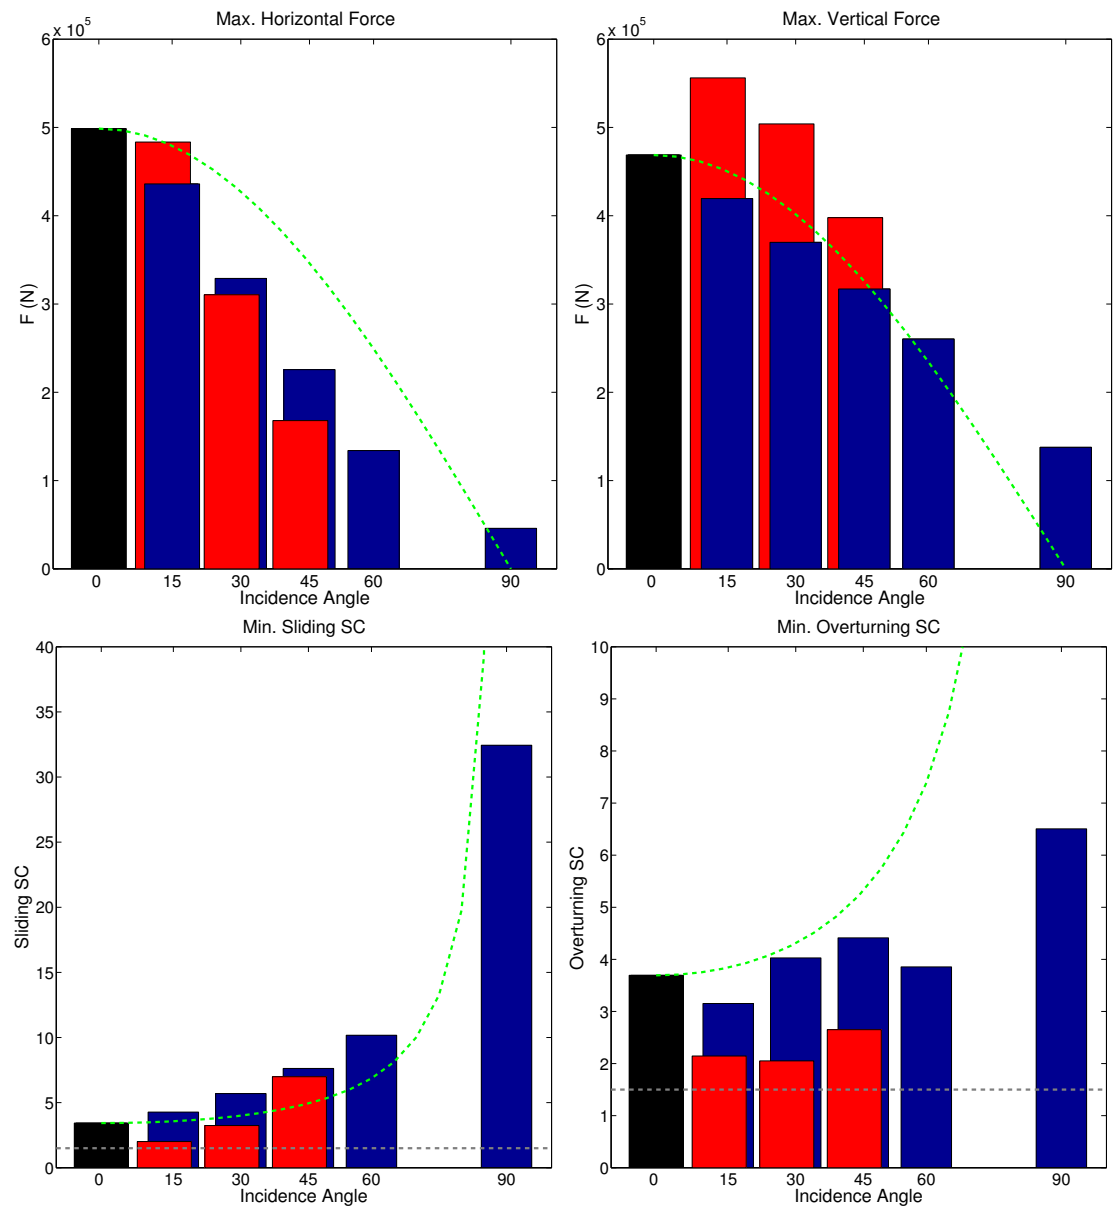 Max. Horizontal Force
x 10^5
6
5
4
3
2
1
0
F (N)
0 15 30 45 60 90
Incidence Angle
Max. Vertical Force
x 10^5
6
5
4
3
2
1
0
F (N)
0 15 30 45 60 90
Incidence Angle
Min. Sliding SC
40
35
30
25
20
15
10
5
0
Sliding SC
0 15 30 45 60 90
Incidence Angle
Min. Overturning SC
10
9
8
7
6
5
4
3
2
1
0
Overturning SC
0 15 30 45 60 90
Incidence Angle